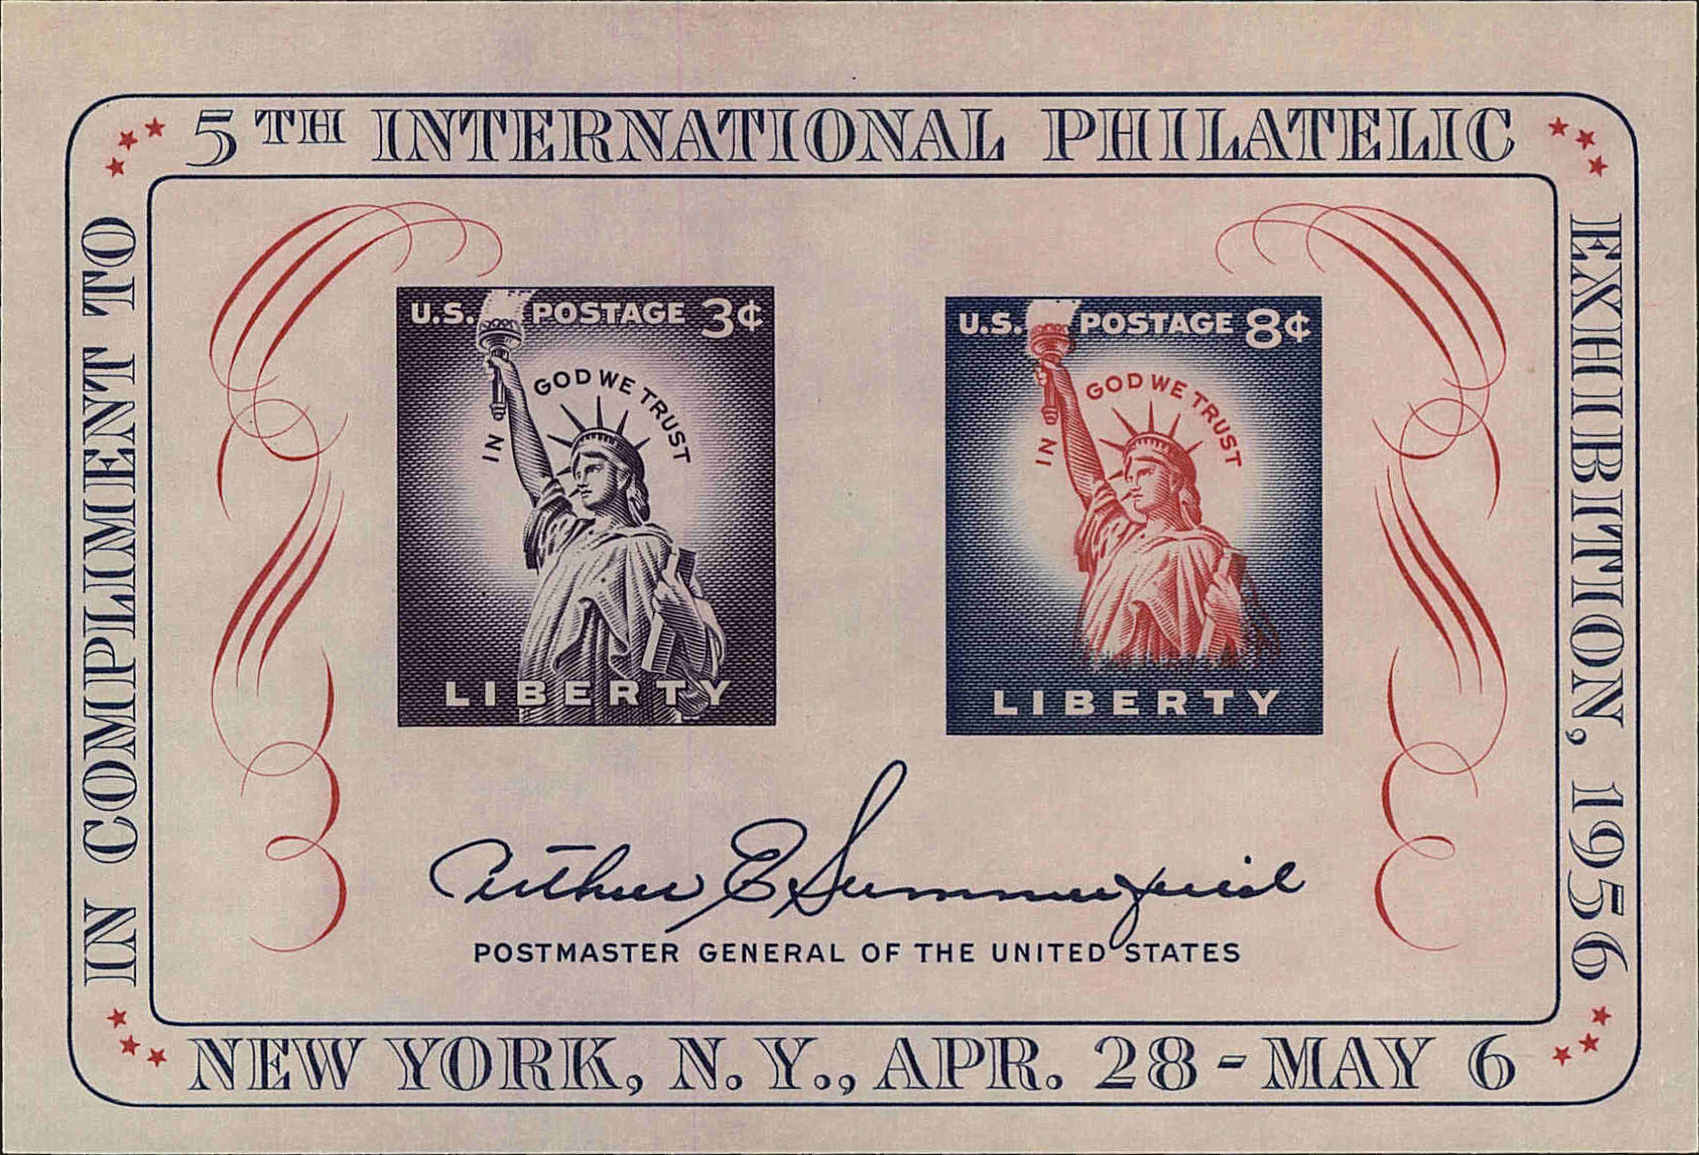 IN COMPLIMENT TO
5TH INTERNATIONAL PHILATELIC
EXHIBITION, 1956
U.S. POSTAGE 3¢
IN GOD WE TRUST
LIBERTY
U.S. POSTAGE 8¢
IN GOD WE TRUST
LIBERTY
Arthur E Summerfield
POSTMASTER GENERAL OF THE UNITED STATES
NEW YORK, N.Y., APR. 28-MAY 6